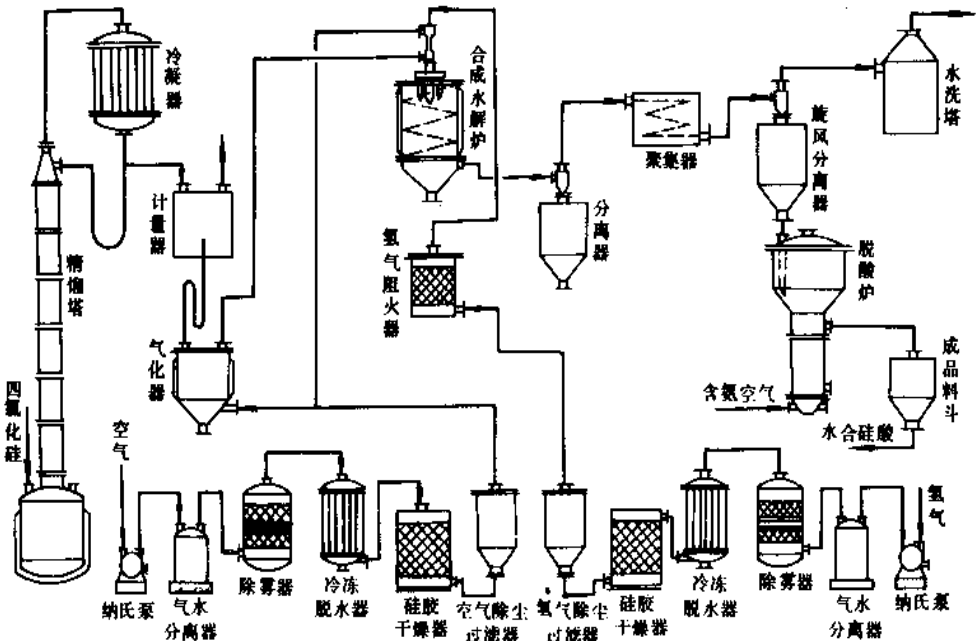 冷凝器
合成水解炉
水洗塔
聚集器
旋风分离器
计量器
分离器
氢气阻火器
脱酸炉
精馏塔
气化器
成品料斗
四氯化硅
空气
含氨空气
水合硅酸
氢气
纳氏泵
气水
分离器
除雾器
冷冻
脱水器
硅胶
干燥器
空气除尘
过滤器
氢气除尘
过滤器
硅胶
干燥器
冷冻
脱水器
除雾器
气水
分离器
纳氏泵